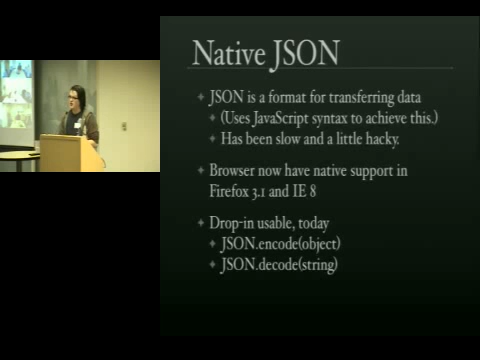 Native JSON
JSON is a format for transferring data
(Uses JavaScript syntax to achieve this.)
Has been slow and a little hacky.
Browser now have native support in
Firefox 3.1 and IE 8
Drop-in usable, today
JSON.encode(object)
JSON.decode(string)